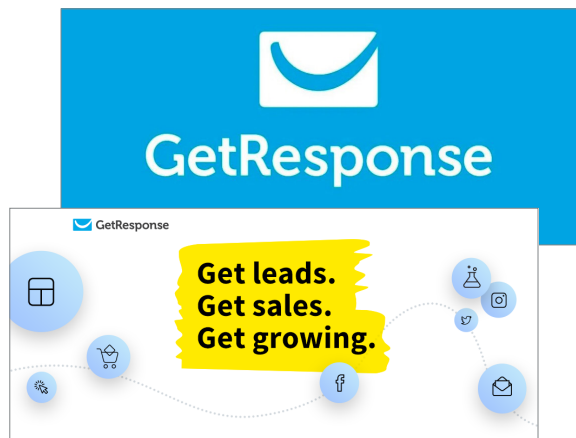 GetResponse
GetResponse
Get leads.
Get sales.
Get growing.